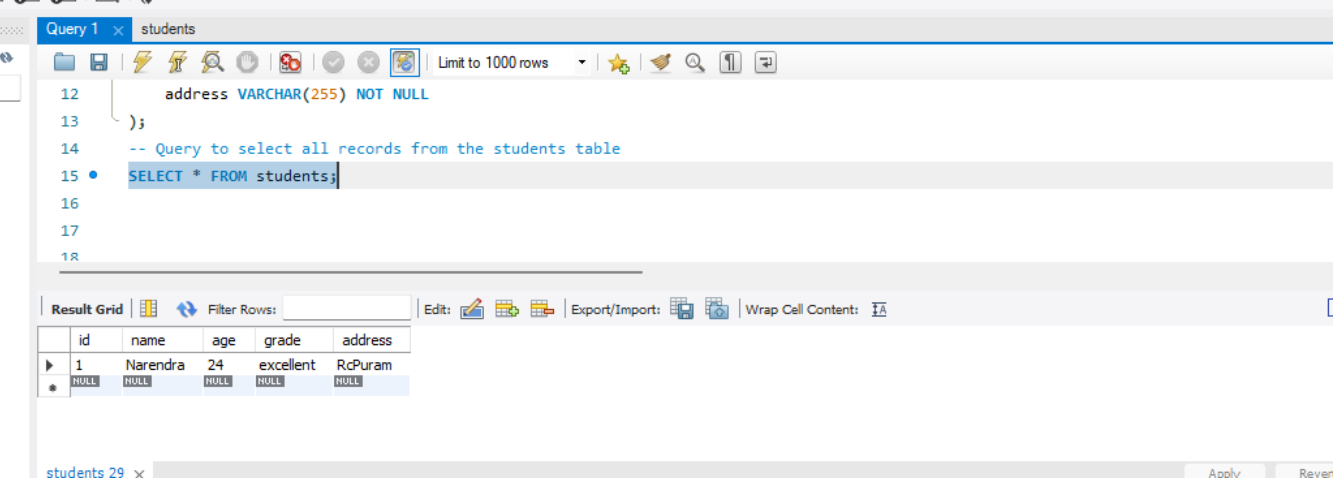 Query 1 students
Limit to 1000 rows
12 address VARCHAR(255) NOT NULL
13 );
14 -- Query to select all records from the students table
15 SELECT * FROM students;
16
17
18
Result Grid Filter Rows: Edit: Export/Import: Wrap Cell Content:
id name age grade address
1 Narendra 24 excellent RcPuram
NULL NULL NULL NULL NULL
students 29 Apply